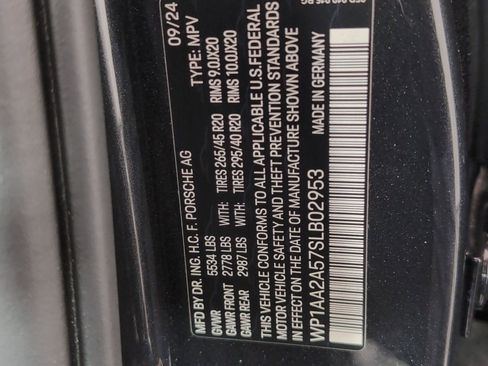 MFD BY DR. ING. H.C. F. PORSCHE AG 09/24
GVWR 5534 LBS TYPE: MPV
GAWR FRONT 2778 LBS WITH: TIRES 265/45 R20 RIMS 9.0JX20
GAWR REAR 2987 LBS WITH: TIRES 295/40 R20 RIMS 10.0JX20
THIS VEHICLE CONFORMS TO ALL APPLICABLE U.S. FEDERAL
MOTOR VEHICLE SAFETY AND THEFT PREVENTION STANDARDS
IN EFFECT ON THE DATE OF MANUFACTURE SHOWN ABOVE
WP1AA2A57SLB02953 MADE IN GERMANY